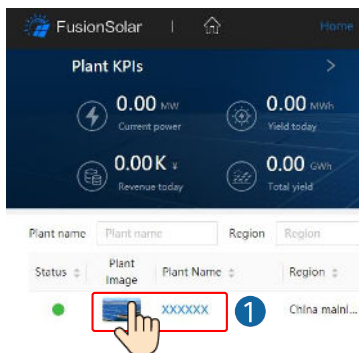 FusionSolar | Home
Plant KPIs >
0.00 MW 0.00 MWh
Current power Yield today
0.00K ¥ 0.00 GWh
Revenue today Total yield
Plant name Plant name Region Region
Status Plant Image Plant Name Region
XXXXXX 1 China mainl...